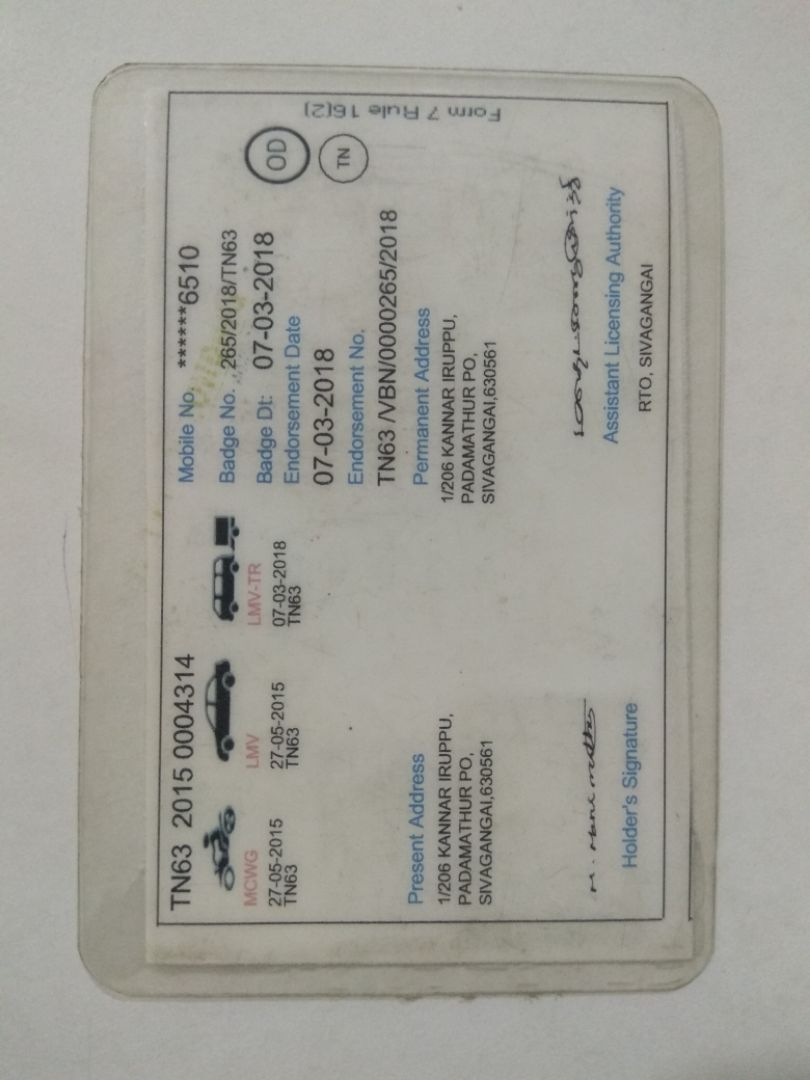 Form 7 Rule 16(2)
TN63 2015 0004314
MCWG
27-05-2015
TN63
LMV
27-05-2015
TN63
LMV-TR
07-03-2018
TN63
Mobile No. ******6510
Badge No. 265/2018/TN63
Badge Dt: 07-03-2018
Endorsement Date
07-03-2018
Endorsement No.
TN63 /VBN/0000265/2018
OD
TN
Present Address
1/206 KANNAR IRUPPU,
PADAMATHUR PO,
SIVAGANGAI,630561
Permanent Address
1/206 KANNAR IRUPPU,
PADAMATHUR PO,
SIVAGANGAI,630561
Holder's Signature
Assistant Licensing Authority
RTO, SIVAGANGAI